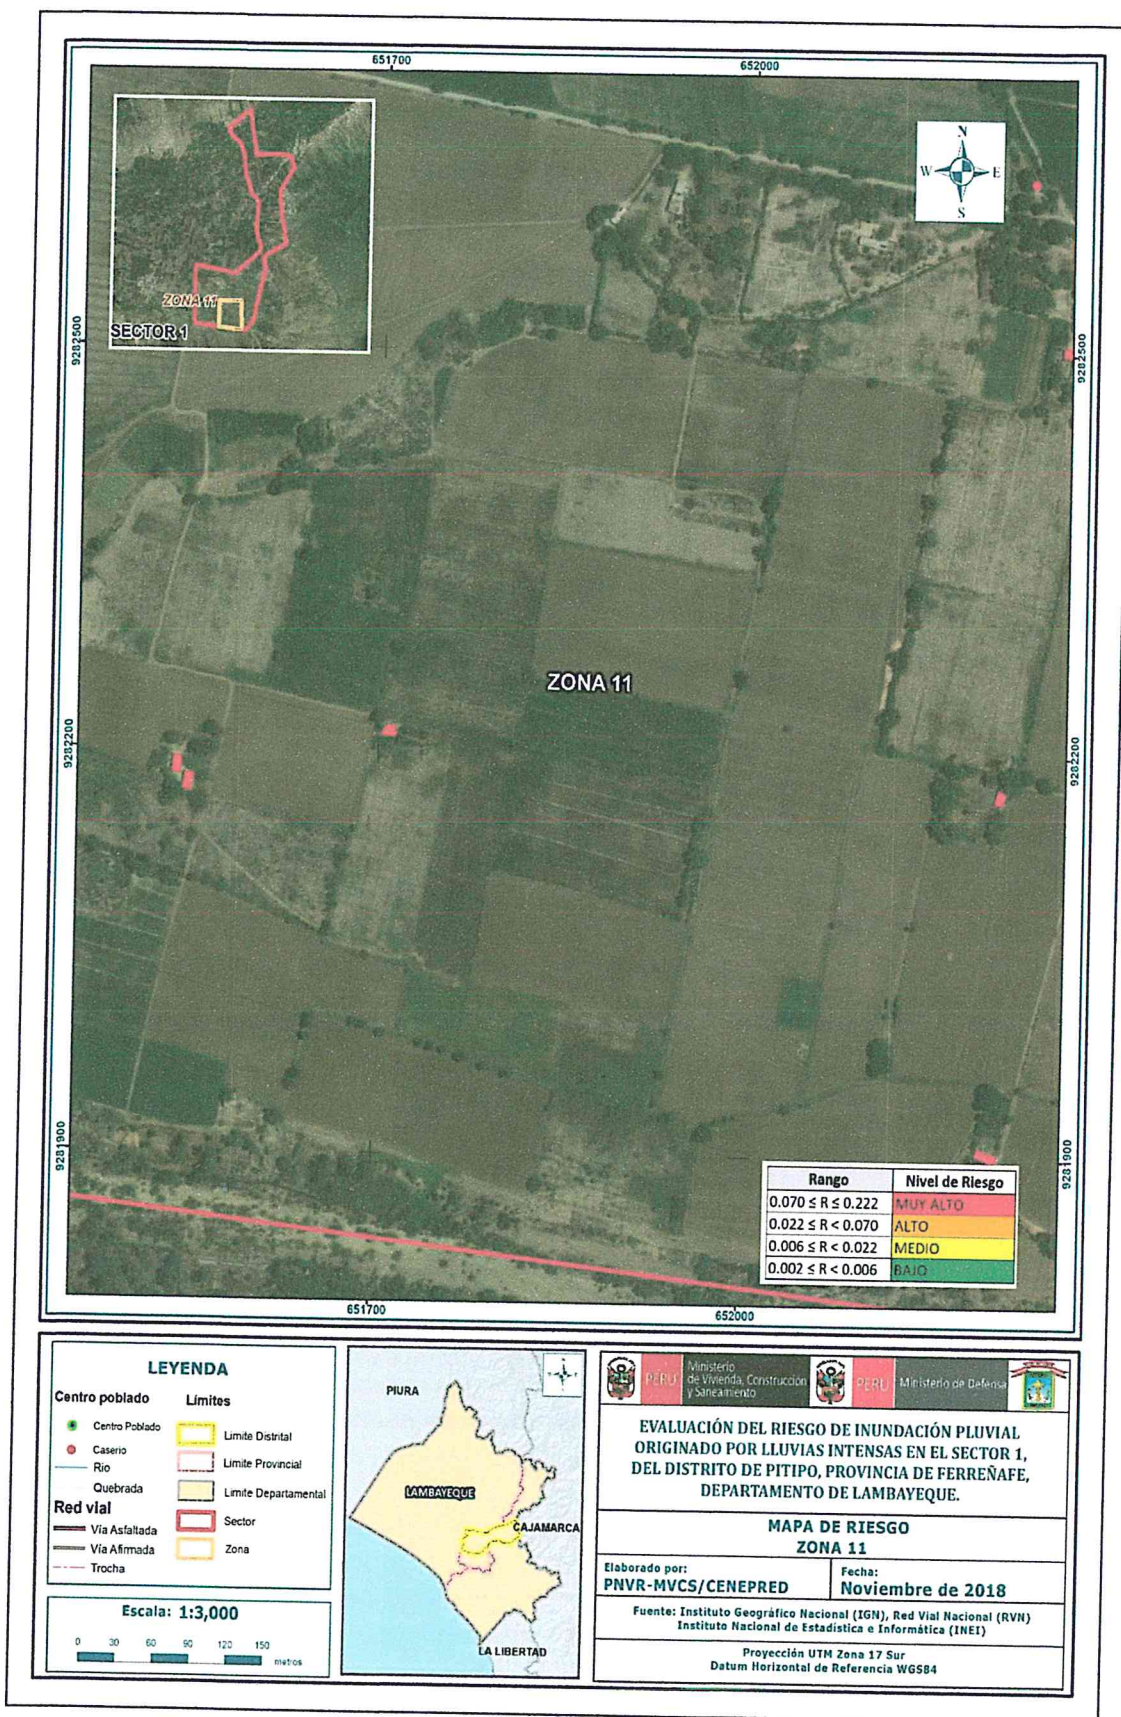 651700
652000
N
W
E
S
ZONA 11
SECTOR 1
9282500
9282500
ZONA 11
9282200
9282200
9281900
9281900
Rango Nivel de Riesgo
0.070 ≤ R ≤ 0.222 MUY ALTO
0.022 ≤ R < 0.070 ALTO
0.006 ≤ R < 0.022 MEDIO
0.002 ≤ R < 0.006 BAJO
651700
652000
LEYENDA
Centro poblado
Centro Poblado
Caserio
Rio
Quebrada
Red vial
Vía Asfaltada
Vía Afirmada
Trocha
Límites
Limite Distrital
Limite Provincial
Limite Departamental
Sector
Zona
Escala: 1:3,000
0 30 60 90 120 150
metros
PIURA
LAMBAYEQUE
CAJAMARCA
LA LIBERTAD
PERÚ
Ministerio
de Vivienda, Construcción
y Saneamiento
PERÚ
Ministerio de Defensa
EVALUACIÓN DEL RIESGO DE INUNDACIÓN PLUVIAL
ORIGINADO POR LLUVIAS INTENSAS EN EL SECTOR 1,
DEL DISTRITO DE PITIPO, PROVINCIA DE FERREÑAFE,
DEPARTAMENTO DE LAMBAYEQUE.
MAPA DE RIESGO
ZONA 11
Elaborado por:
PNVR-MVCS/CENEPRED
Fecha:
Noviembre de 2018
Fuente: Instituto Geográfico Nacional (IGN), Red Vial Nacional (RVN)
Instituto Nacional de Estadística e Informática (INEI)
Proyección UTM Zona 17 Sur
Datum Horizontal de Referencia WGS84